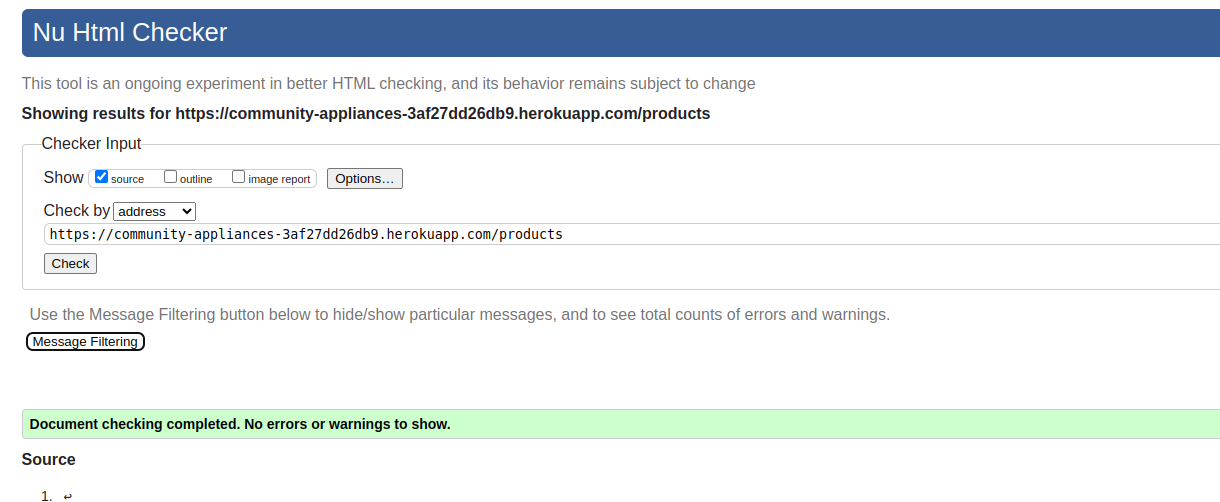 Nu Html Checker
This tool is an ongoing experiment in better HTML checking, and its behavior remains subject to change
Showing results for https://community-appliances-3af27dd26db9.herokuapp.com/products
Checker Input
Show source outline image report Options...
Check by address
https://community-appliances-3af27dd26db9.herokuapp.com/products
Check
Use the Message Filtering button below to hide/show particular messages, and to see total counts of errors and warnings.
Message Filtering
Document checking completed. No errors or warnings to show.
Source
1. ↩